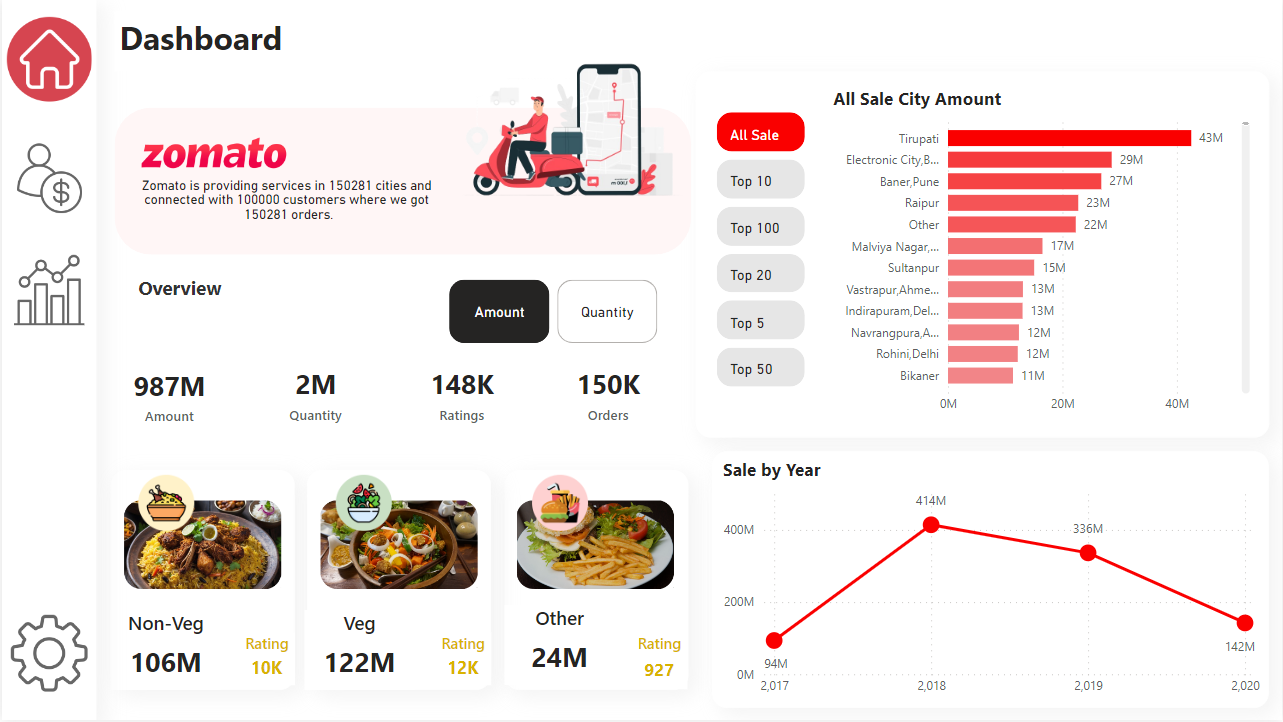 Dashboard
zomato
Zomato is providing services in 150281 cities and
connected with 100000 customers where we got
150281 orders.
Overview
Amount
Quantity
987M
Amount
2M
Quantity
148K
Ratings
150K
Orders
Non-Veg
106M
Rating
10K
Veg
122M
Rating
12K
Other
24M
Rating
927
All Sale City Amount
All Sale
Top 10
Top 100
Top 20
Top 5
Top 50
Tirupati 43M
Electronic City,B... 29M
Baner,Pune 27M
Raipur 23M
Other 22M
Malviya Nagar,... 17M
Sultanpur 15M
Vastrapur,Ahme... 13M
Indirapuram,Del... 13M
Navrangpura,A... 12M
Rohini,Delhi 12M
Bikaner 11M
0M 20M 40M
Sale by Year
414M
400M
336M
200M
142M
94M
0M
2,017 2,018 2,019 2,020